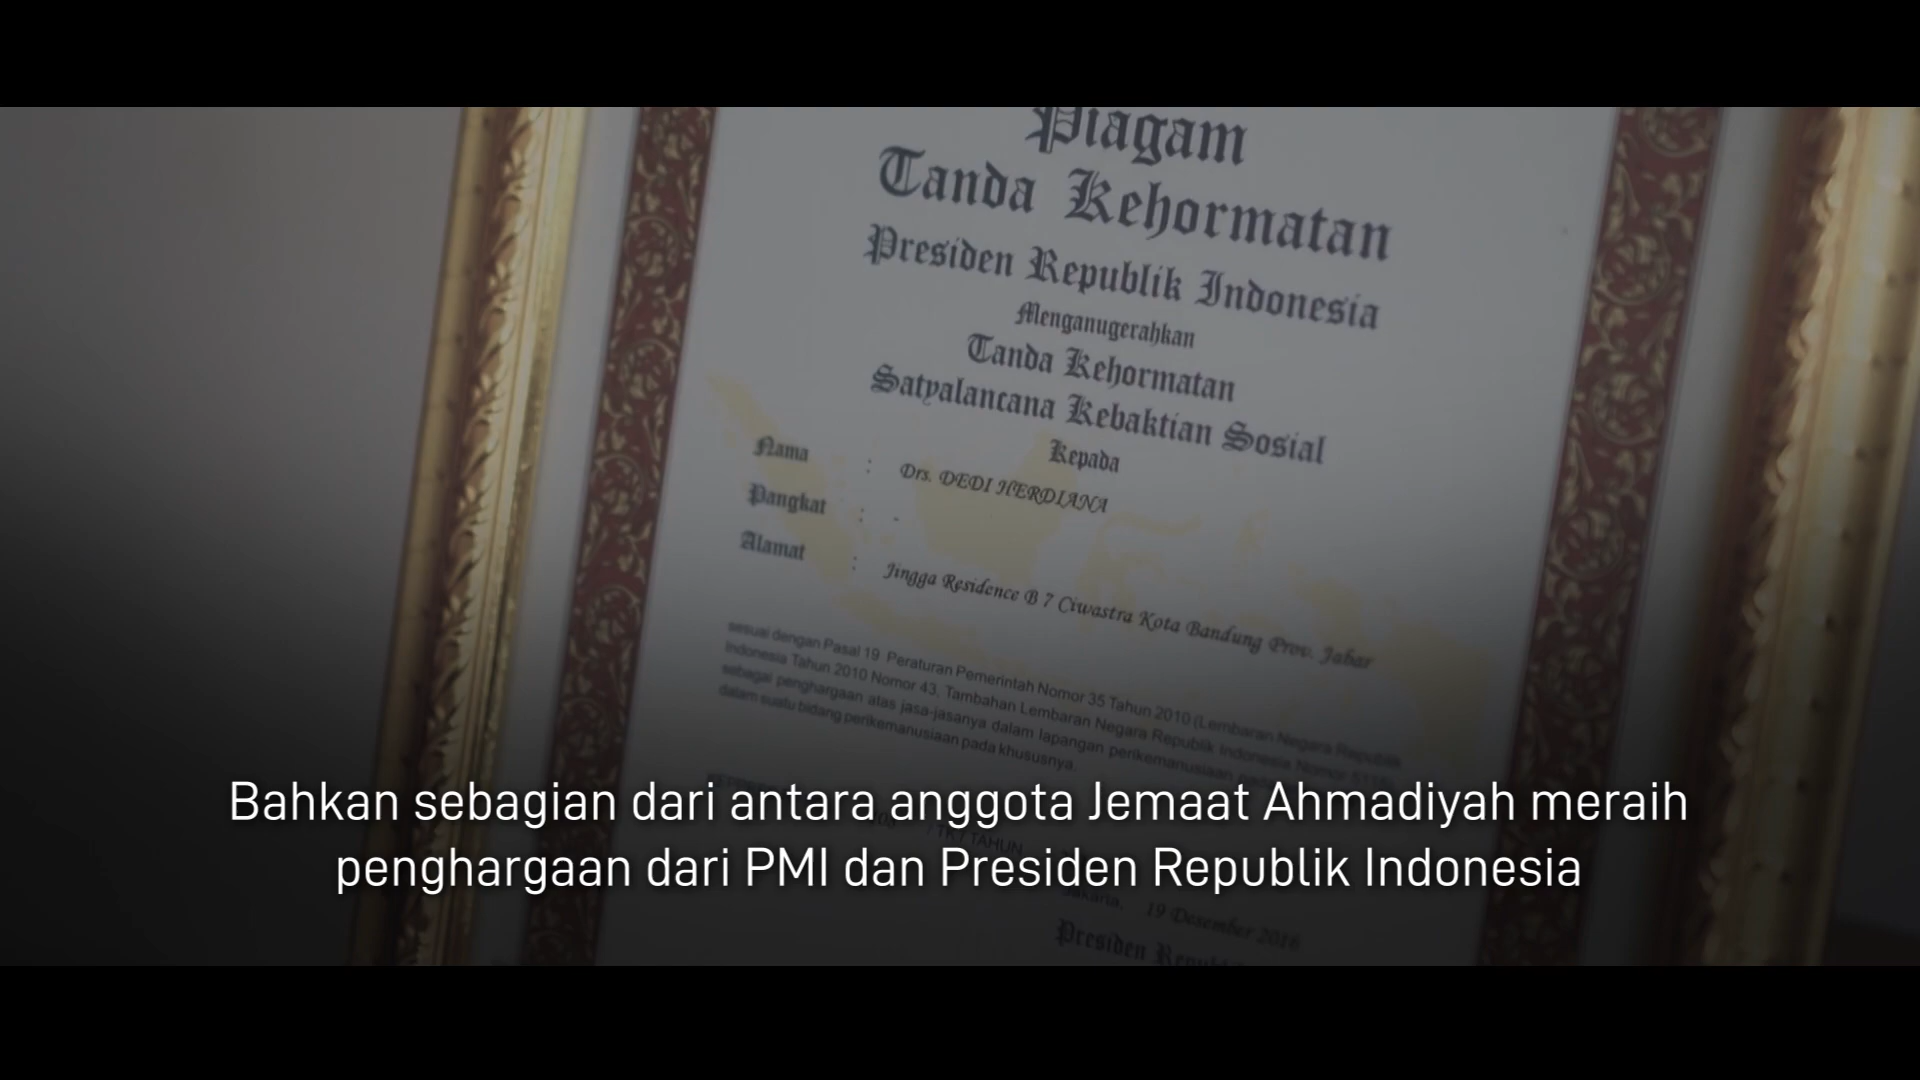 Piagam
Tanda Kehormatan
Presiden Republik Indonesia
Menganugerahkan
Tanda Kehormatan
Satyalancana Kebaktian Sosial
Kepada
Nama : Drs. DEDI HERDIANA
Pangkat : -
Alamat : Jingga Residence B 7 Ciwastra Kota Bandung Prov. Jabar
sesuai dengan Pasal 19 Peraturan Pemerintah Nomor 35 Tahun 2010 (Lembaran Negara Republik
Indonesia Tahun 2010 Nomor 43, Tambahan Lembaran Negara Republik Indonesia Nomor 5115)
sebagai penghargaan atas jasa-jasanya dalam lapangan perikemanusiaan
dalam suatu bidang perikemanusiaan pada khususnya.
Bahkan sebagian dari antara anggota Jemaat Ahmadiyah meraih
penghargaan dari PMI dan Presiden Republik Indonesia
TAHUN
19 Desember 2016
Presiden